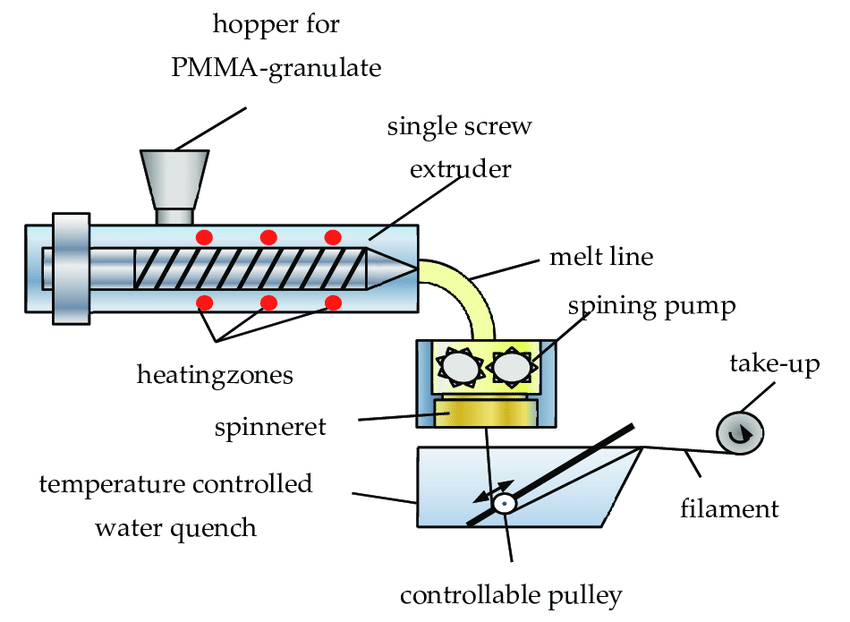 hopper for
PMMA-granulate
single screw
extruder
melt line
spining pump
take-up
heatingzones
spinneret
temperature controlled
water quench
filament
controllable pulley